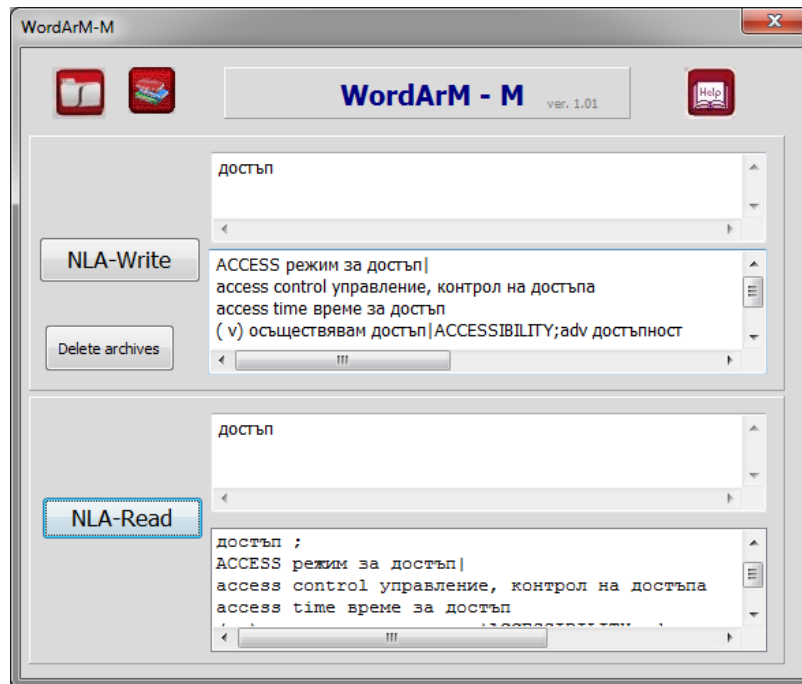 WordArM-M
WordArM - M ver. 1.01
Help
достъп
NLA-Write
ACCESS режим за достъп|
access control управление, контрол на достъпа
access time време за достъп
( v) осъществявам достъп|ACCESSIBILITY;adv достъпност
Delete archives
достъп
NLA-Read
достъп ;
ACCESS режим за достъп|
access control управление, контрол на достъпа
access time време за достъп